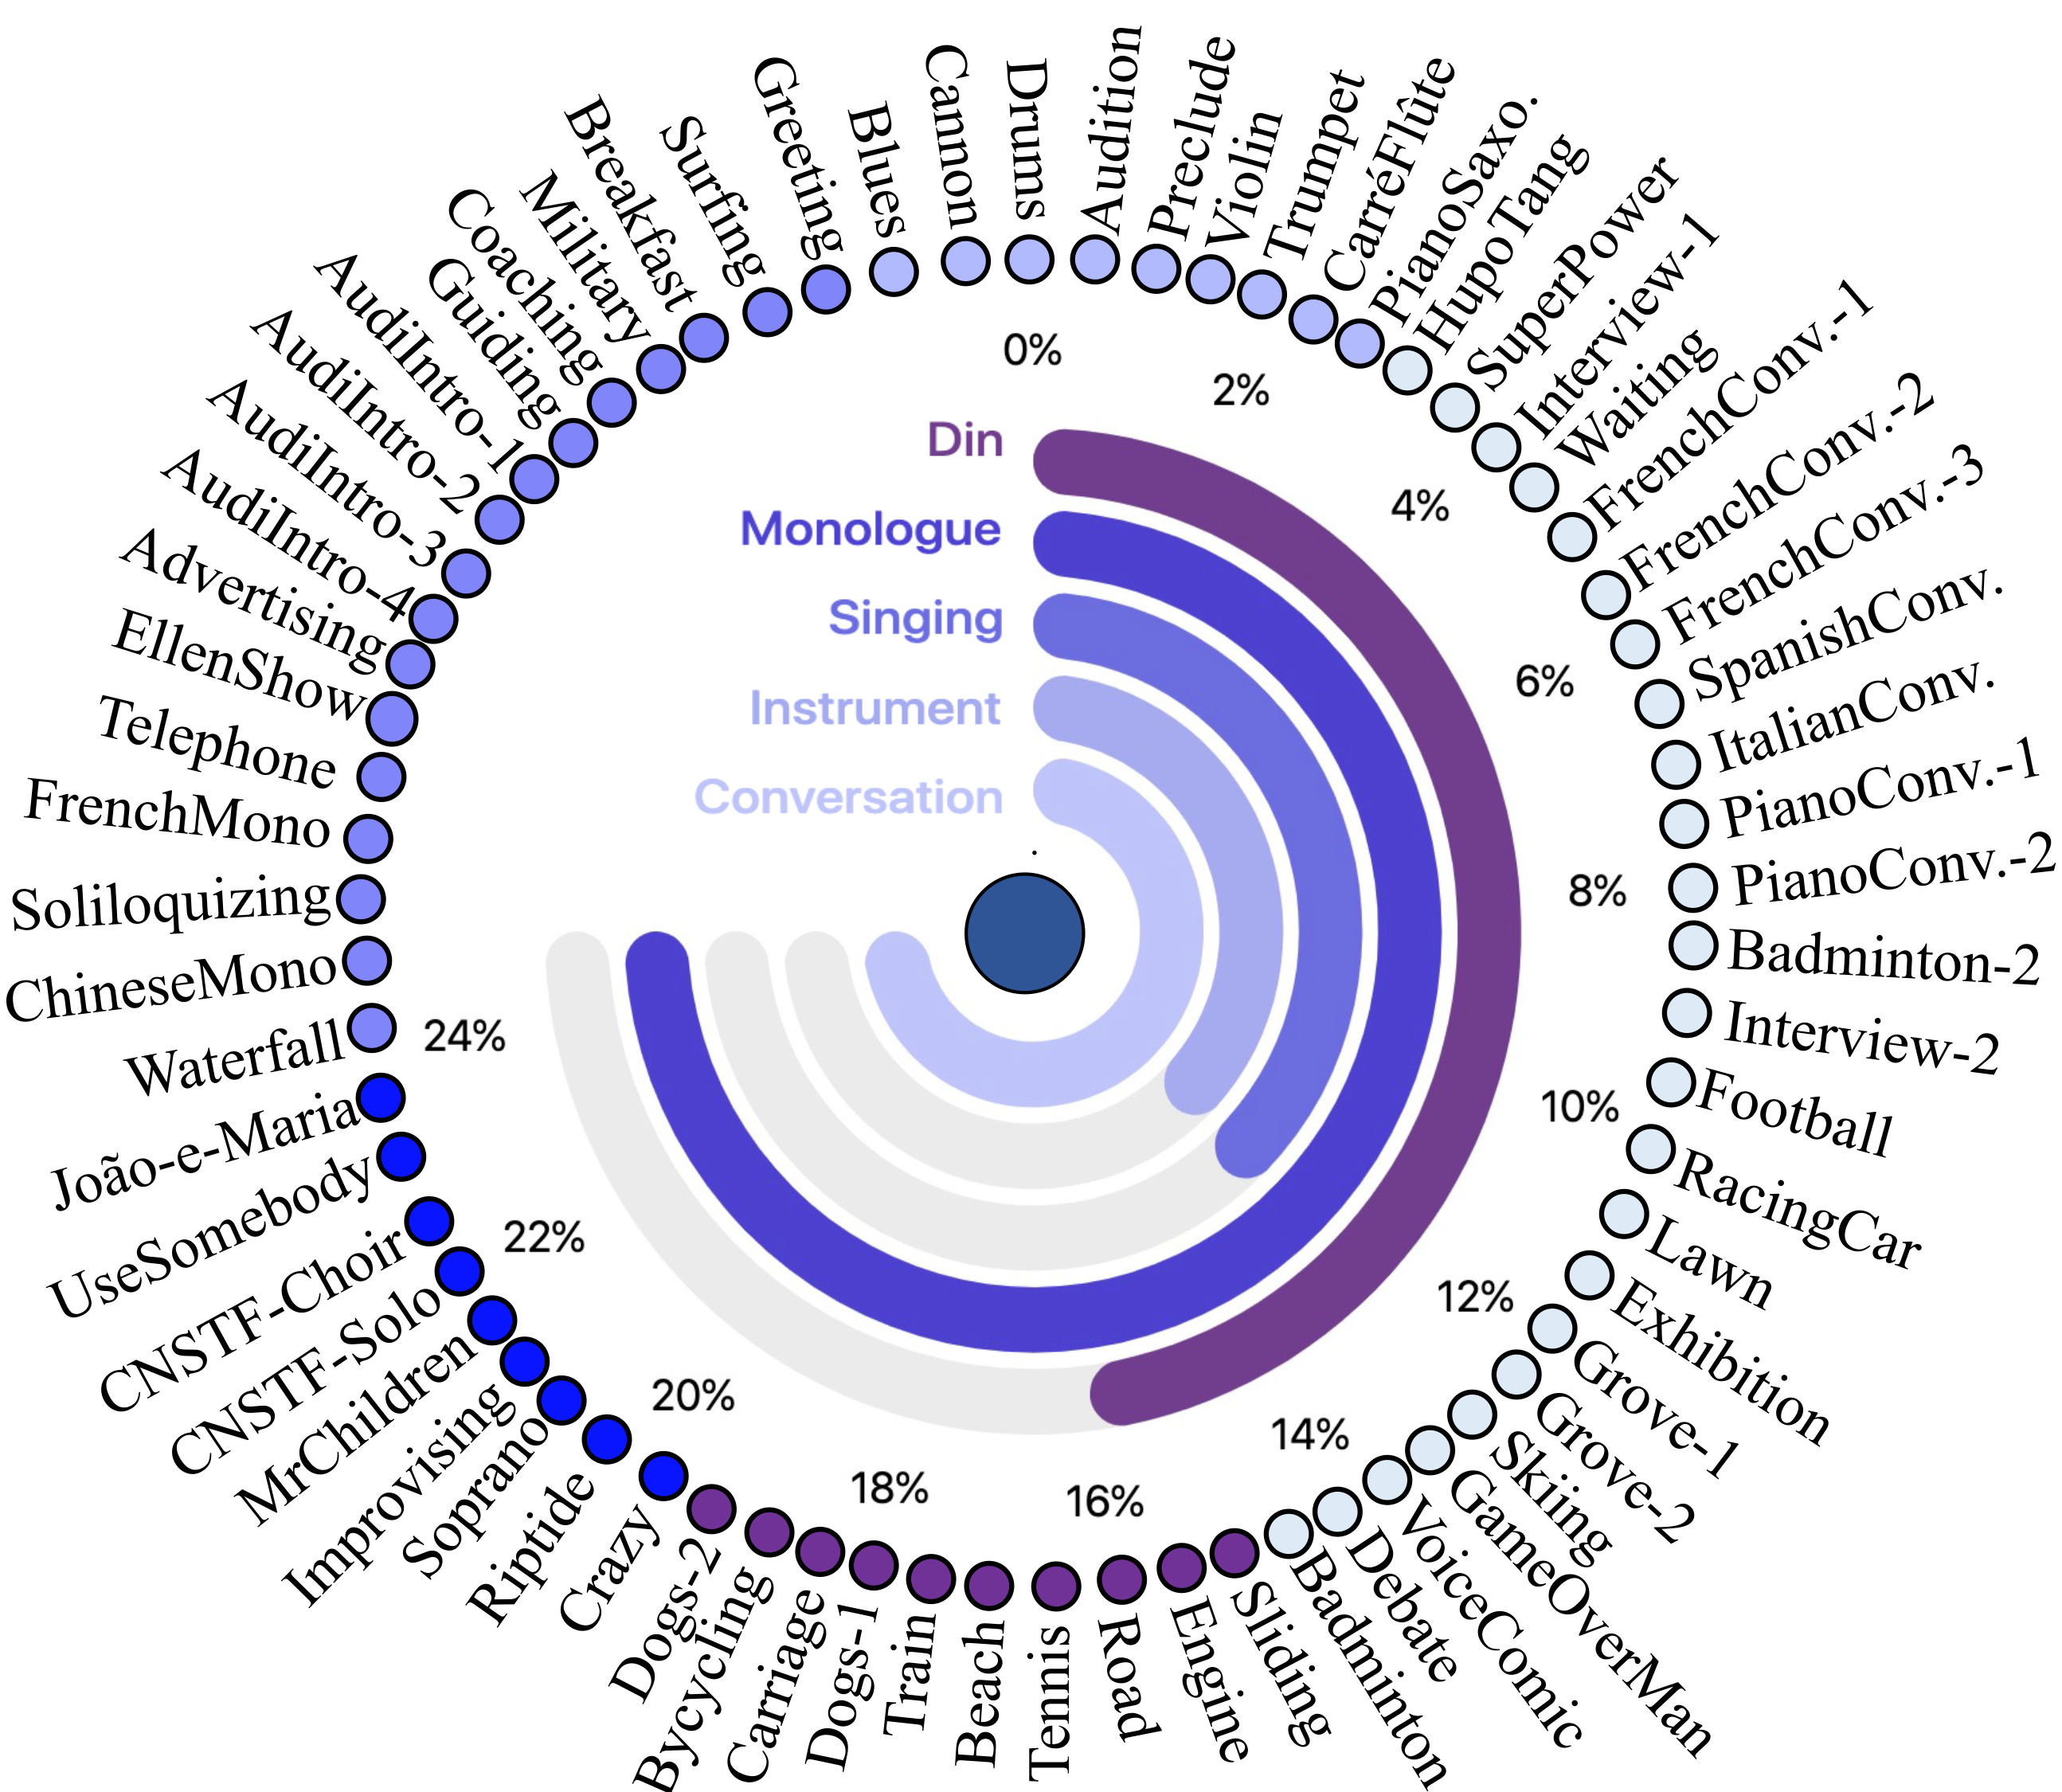 Drums
Audition
Preclude
Violin
Trumpet
CarréFlûte
PianoSaxo.
HupoTang
SuperPower
Interview-1
Waiting
FrenchConv.-1
FrenchConv.-2
FrenchConv.-3
SpanishConv.
ItalianConv.
PianoConv.-1
PianoConv.-2
Badminton-2
Interview-2
Football
RacingCar
Lawn
Exhibition
Grove-1
Grove-2
Skiing
GameOverMan
VoiceComic
Debate
Badminton
Sliding
Engine
Road
Tennis
Beach
Train
Dogs-1
Carriage
Bycycling
Dogs-2
Crazy
Riptide
Soprano
Improvising
MrChildren
CNSTF-Solo
CNSTF-Choir
UseSomebody
João-e-Maria
Waterfall
ChineseMono
Soliloquizing
FrenchMono
Telephone
EllenShow
Advertising
AudiIntro-4
AudiIntro-3
AudiIntro-2
AudiIntro-1
Guiding
Coaching
Military
Breakfast
Surfing
Greeting
Blues
Cannon
0%
2%
4%
6%
8%
10%
12%
14%
16%
18%
20%
22%
24%
Din
Monologue
Singing
Instrument
Conversation